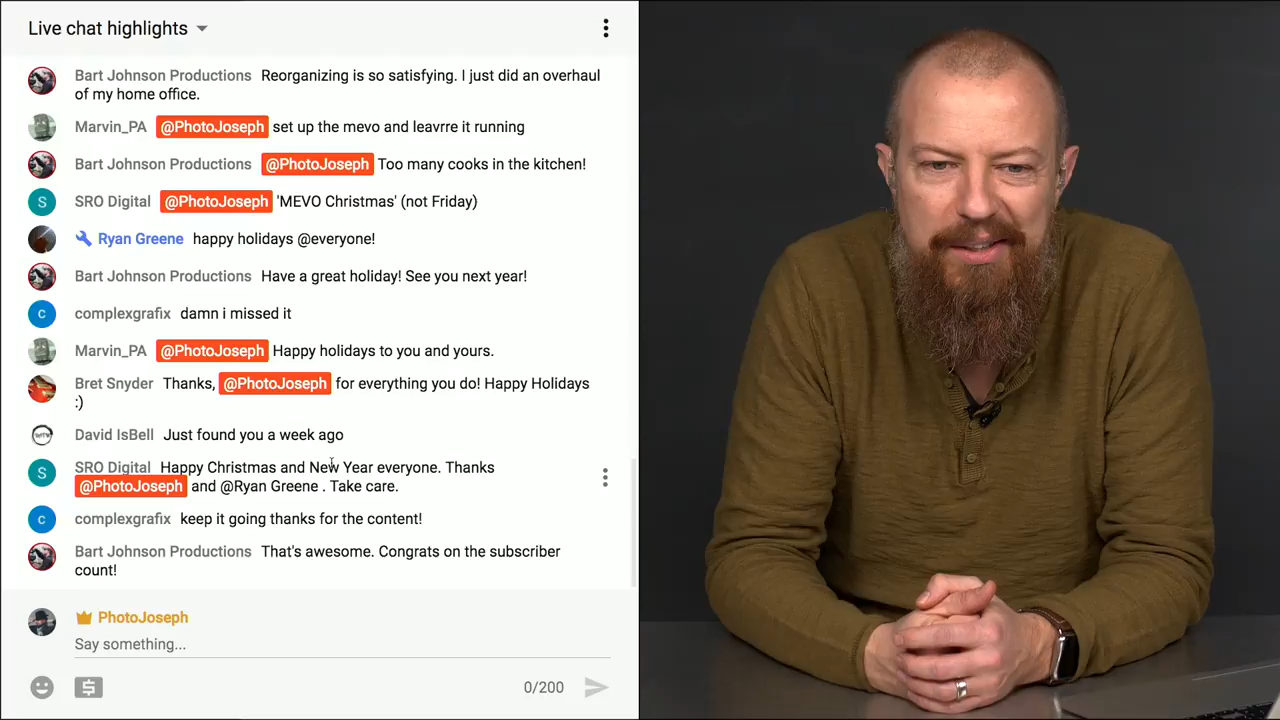 Live chat highlights
Bart Johnson Productions Reorganizing is so satisfying. I just did an overhaul
of my home office.
Marvin_PA @PhotoJoseph set up the mevo and leavrre it running
Bart Johnson Productions @PhotoJoseph Too many cooks in the kitchen!
S SRO Digital @PhotoJoseph 'MEVO Christmas' (not Friday)
Ryan Greene happy holidays @everyone!
Bart Johnson Productions Have a great holiday! See you next year!
c complexgrafix damn i missed it
Marvin_PA @PhotoJoseph Happy holidays to you and yours.
Bret Snyder Thanks, @PhotoJoseph for everything you do! Happy Holidays
:)
David IsBell Just found you a week ago
S SRO Digital Happy Christmas and New Year everyone. Thanks
@PhotoJoseph and @Ryan Greene . Take care.
c complexgrafix keep it going thanks for the content!
Bart Johnson Productions That's awesome. Congrats on the subscriber
count!
PhotoJoseph
Say something...
$ 0/200